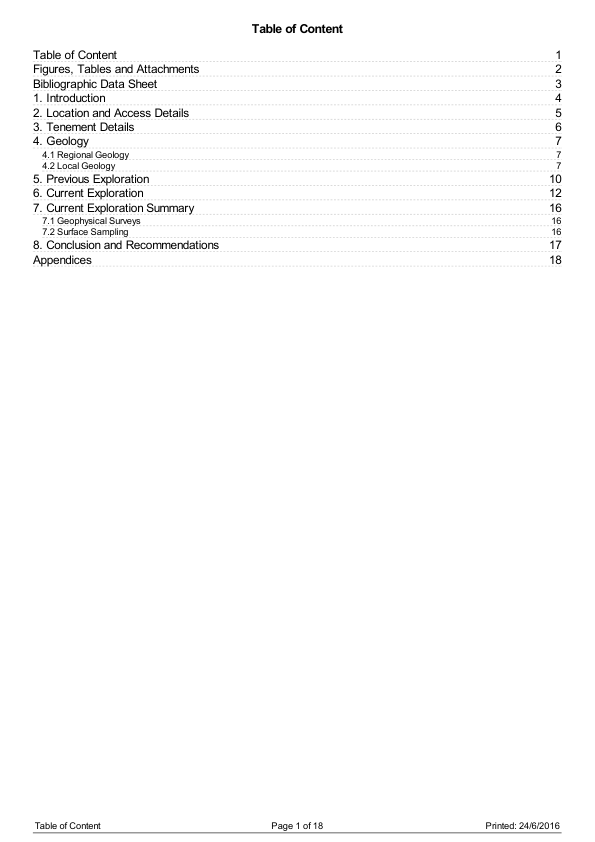 Table of Content
Table of Content 1
Figures, Tables and Attachments 2
Bibliographic Data Sheet 3
1. Introduction 4
2. Location and Access Details 5
3. Tenement Details 6
4. Geology 7
4.1 Regional Geology 7
4.2 Local Geology 7
5. Previous Exploration 10
6. Current Exploration 12
7. Current Exploration Summary 16
7.1 Geophysical Surveys 16
7.2 Surface Sampling 16
8. Conclusion and Recommendations 17
Appendices 18
Table of Content Page 1 of 18 Printed: 24/6/2016